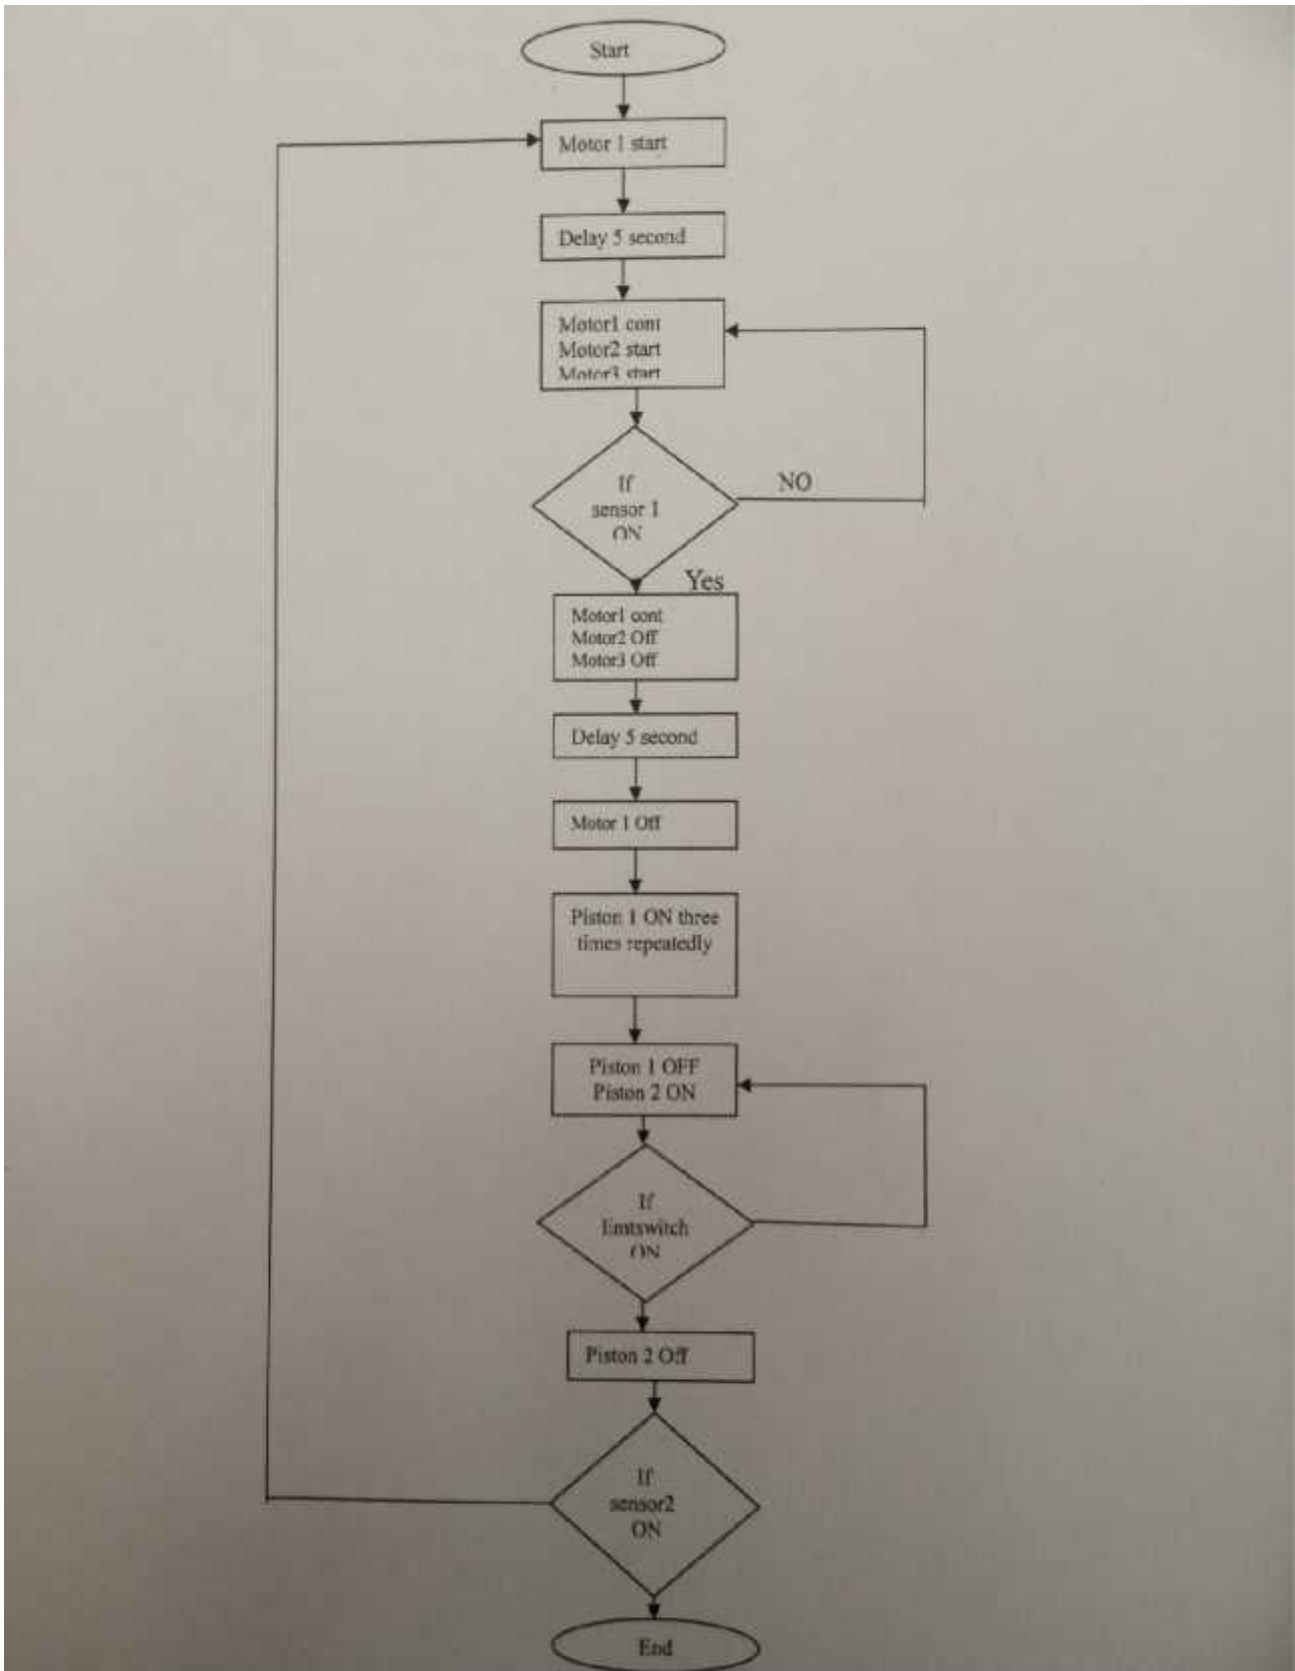 Start
Motor 1 start
Delay 5 second
Motor1 cont
Motor2 start
Motor3 start
If
sensor 1
ON
NO
Yes
Motor1 cont
Motor2 Off
Motor3 Off
Delay 5 second
Motor 1 Off
Piston 1 ON three
times repeatedly
Piston 1 OFF
Piston 2 ON
If
ON
Piston 2 Off
If
sensor2
ON
End